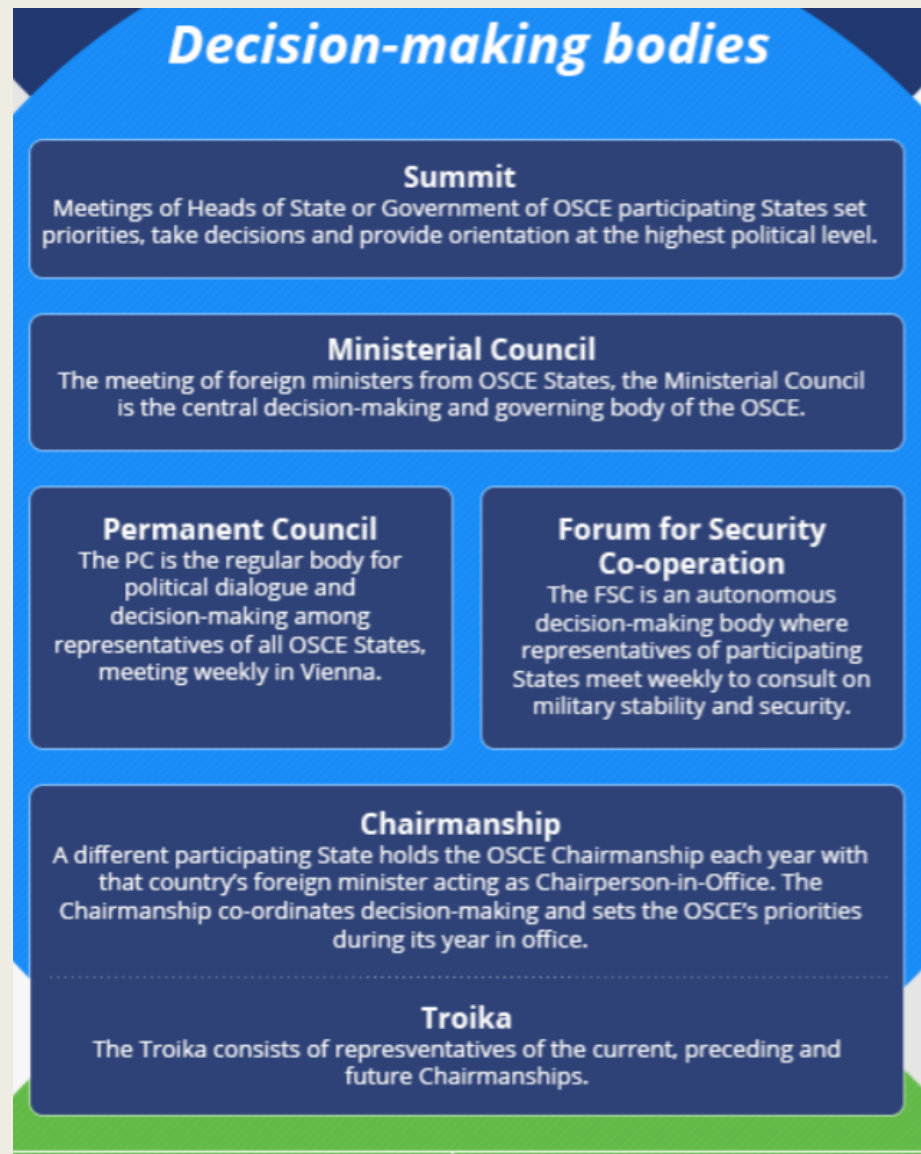 Decision-making bodies
Summit
Meetings of Heads of State or Government of OSCE participating States set
priorities, take decisions and provide orientation at the highest political level.
Ministerial Council
The meeting of foreign ministers from OSCE States, the Ministerial Council
is the central decision-making and governing body of the OSCE.
Permanent Council
The PC is the regular body for
political dialogue and
decision-making among
representatives of all OSCE States,
meeting weekly in Vienna.
Forum for Security
Co-operation
The FSC is an autonomous
decision-making body where
representatives of participating
States meet weekly to consult on
military stability and security.
Chairmanship
A different participating State holds the OSCE Chairmanship each year with
that country’s foreign minister acting as Chairperson-in-Office. The
Chairmanship co-ordinates decision-making and sets the OSCE’s priorities
during its year in office.
Troika
The Troika consists of represventatives of the current, preceding and
future Chairmanships.